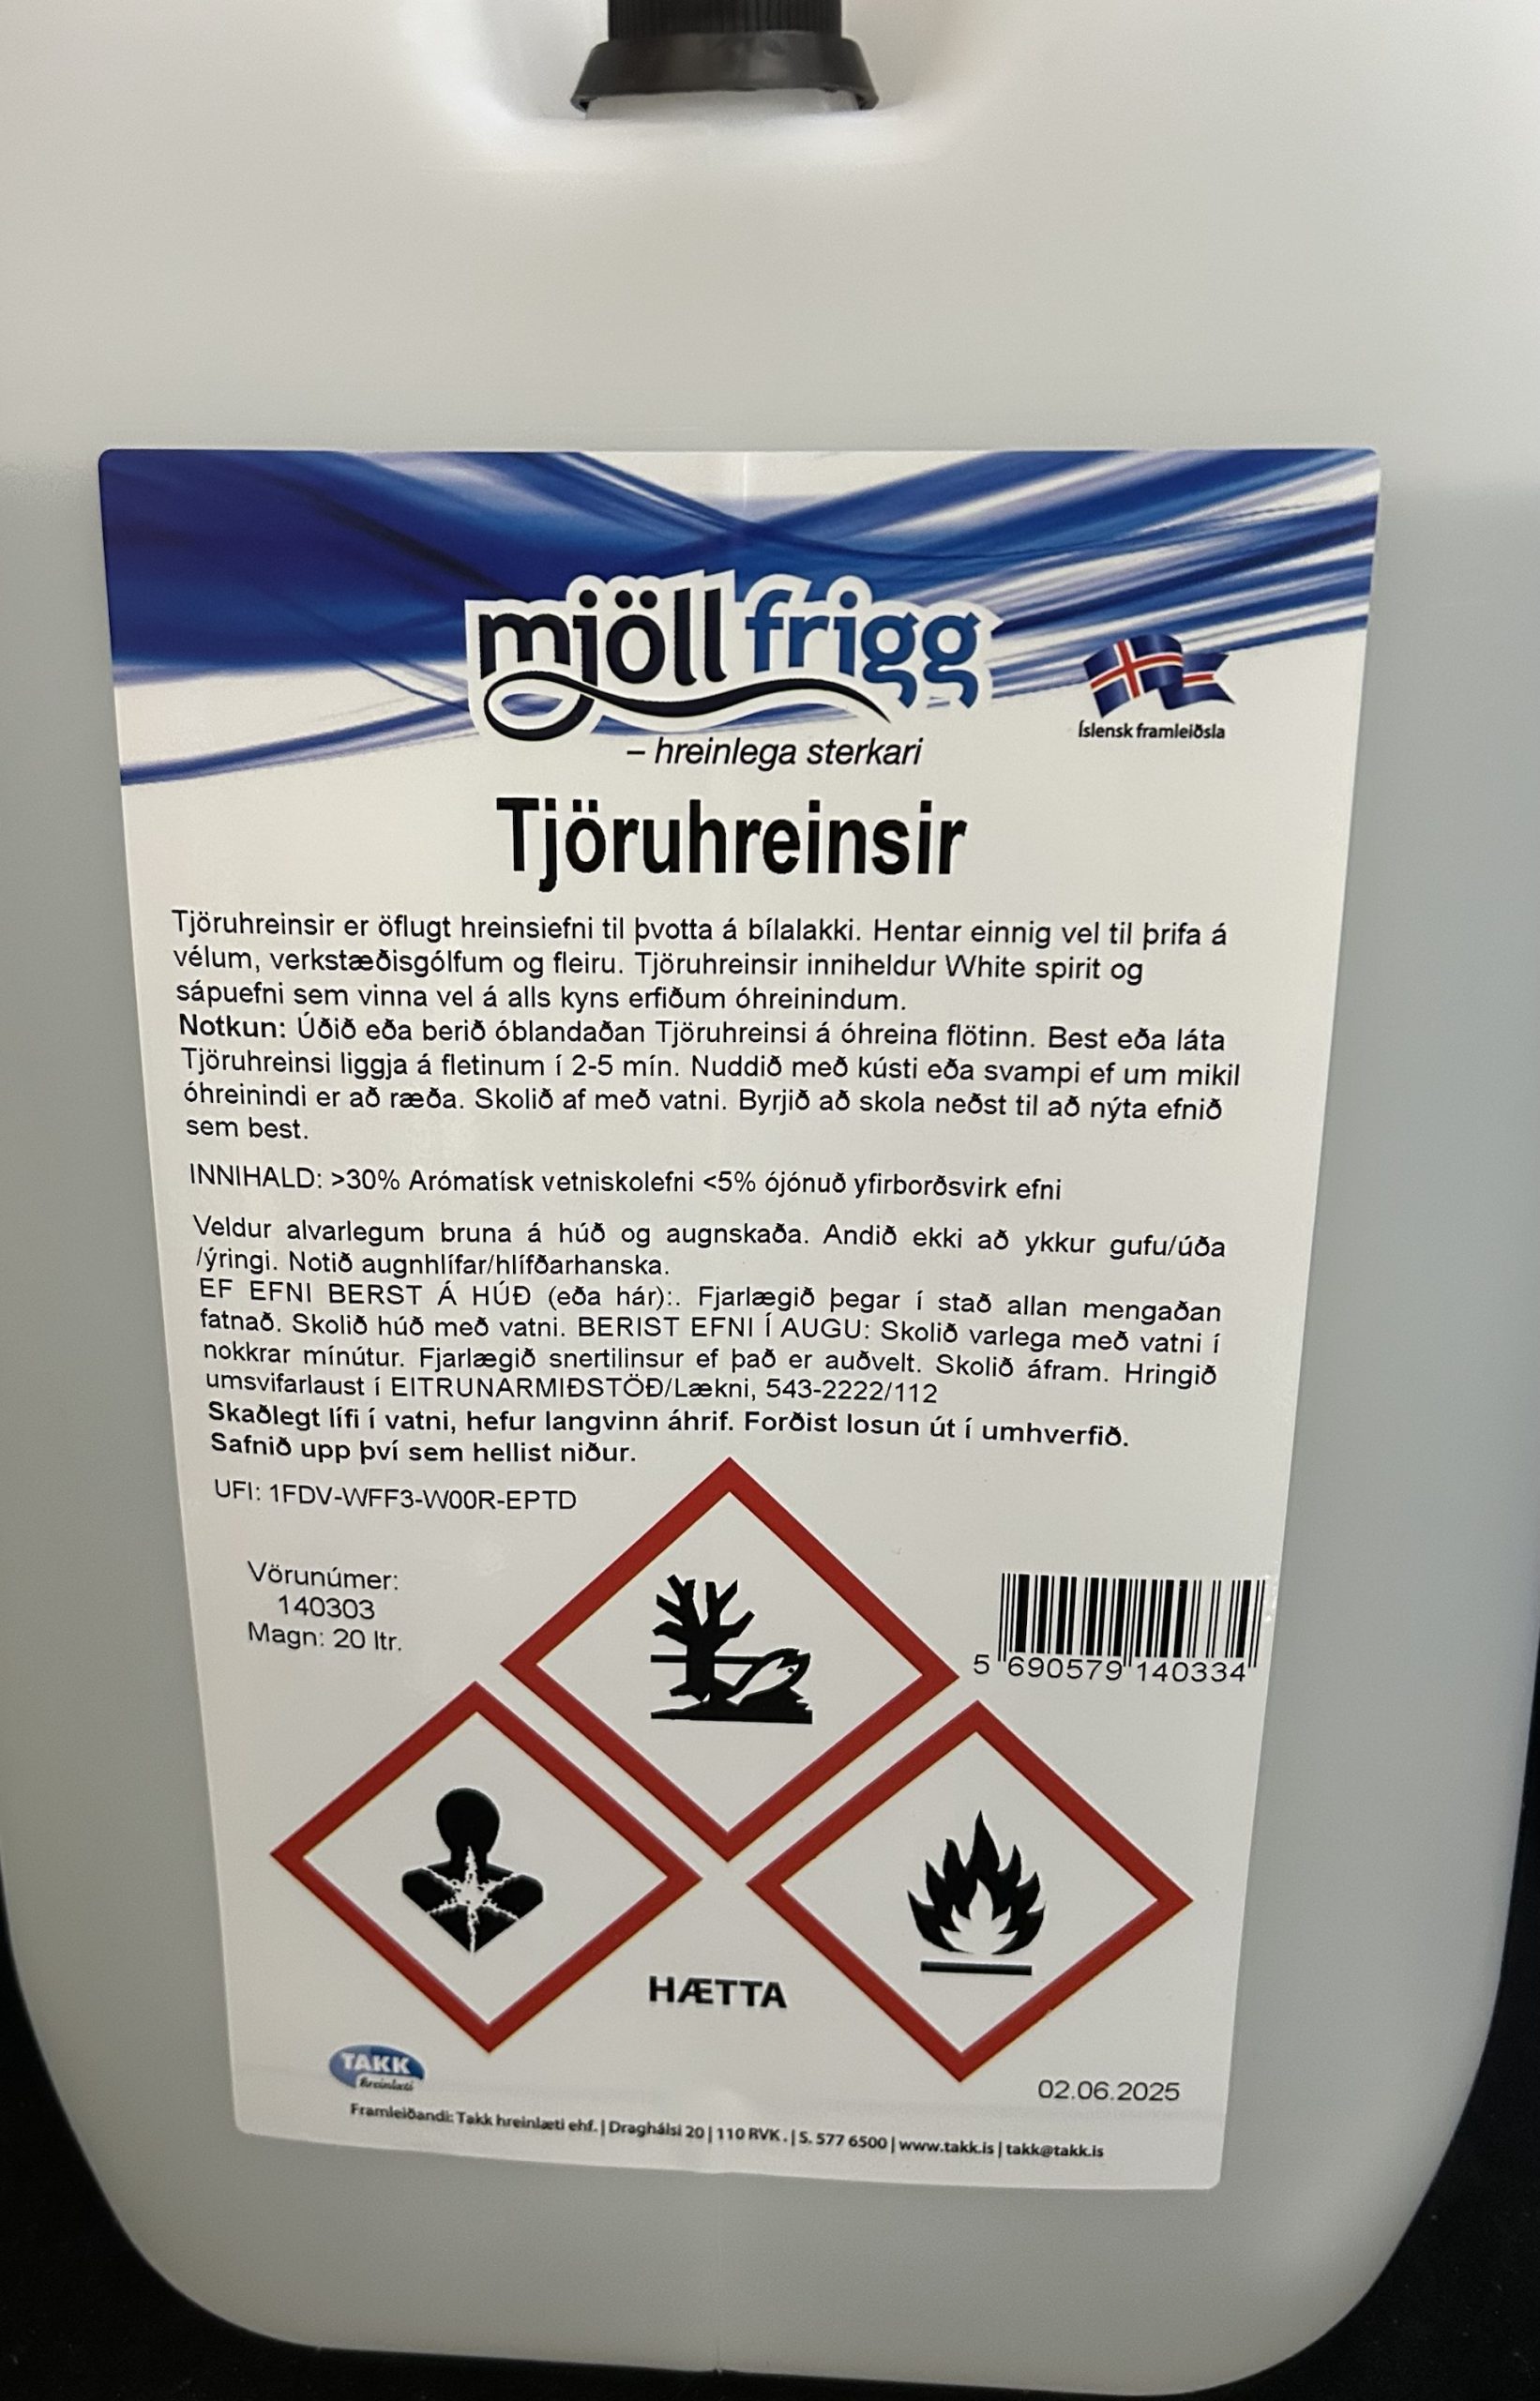 mjöll frigg
– hreinlega sterkari
Íslensk framleiðsla
Tjöruhreinsir
Tjöruhreinsir er öflugt hreinsiefni til þvotta á bílalakki. Hentar einnig vel til þrifa á
vélum, verkstæðisgólfum og fleiru. Tjöruhreinsir inniheldur White spirit og
sápuefni sem vinna vel á alls kyns erfiðum óhreinindum.
Notkun: Úðið eða berið óblandaðan Tjöruhreinsi á óhreina flötinn. Best eða láta
Tjöruhreinsi liggja á fletinum í 2-5 mín. Nuddið með kústi eða svampi ef um mikil
óhreinindi er að ræða. Skolið af með vatni. Byrjið að skola neðst til að nýta efnið
sem best.
INNIHALD: >30% Arómatísk vetniskolefni <5% ójónuð yfirborðsvirk efni
Veldur alvarlegum bruna á húð og augnskaða. Andið ekki að ykkur gufu/úða
/ýringi. Notið augnhlífar/hlífðarhanska.
EF EFNI BERST Á HÚÐ (eða hár):. Fjarlægið þegar í stað allan mengaðan
fatnað. Skolið húð með vatni. BERIST EFNI Í AUGU: Skolið varlega með vatni í
nokkrar mínútur. Fjarlægið snertilinsur ef það er auðvelt. Skolið áfram. Hringið
umsvifarlaust í EITRUNARMIÐSTÖÐ/Lækni, 543-2222/112
Skaðlegt lífi í vatni, hefur langvinn áhrif. Forðist losun út í umhverfið.
Safnið upp því sem hellist niður.
UFI: 1FDV-WFF3-W00R-EPTD
Vörunúmer:
140303
Magn: 20 ltr.
5 690579 140334
HÆTTA
TAKK
hreinlæti
02.06.2025
Framleiðandi: Takk hreinlæti ehf. | Draghálsi 20 | 110 RVK. | S. 577 6500 | www.takk.is | takk@takk.is